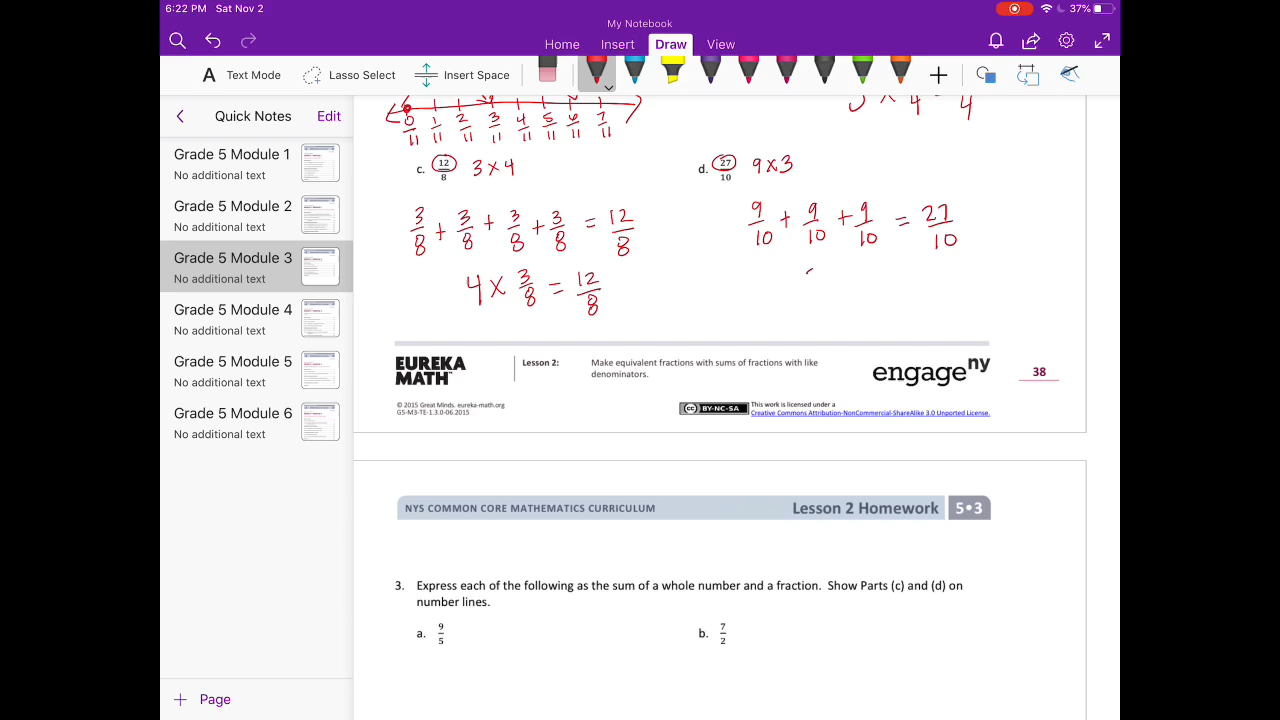 6:22 PM Sat Nov 2
37%
My Notebook
Home Insert Draw View
Text Mode Lasso Select Insert Space
Quick Notes Edit
Grade 5 Module 1
No additional text
Grade 5 Module 2
No additional text
Grade 5 Module 3
No additional text
Grade 5 Module 4
No additional text
Grade 5 Module 5
No additional text
Grade 5 Module 6
No additional text
Page
0/11 1/11 2/11 3/11 4/11 5/11 6/11 7/11
c. 12/8 3 × 4
3/8 + 3/8 + 3/8 + 3/8 = 12/8
4 × 3/8 = 12/8
d. 27/10 9 × 3
10 + 9/10 + 9/10 = 27/10
EUREKA MATH
Lesson 2: Make equivalent fractions with sums of fractions with like
denominators.
engage ny
38
© 2015 Great Minds. eureka-math.org
G5-M3-TE-1.3.0-06.2015
cc BY-NC-SA
This work is licensed under a
Creative Commons Attribution-NonCommercial-ShareAlike 3.0 Unported License.
NYS COMMON CORE MATHEMATICS CURRICULUM Lesson 2 Homework 5•3
3. Express each of the following as the sum of a whole number and a fraction. Show Parts (c) and (d) on
number lines.
a. 9/5
b. 7/2